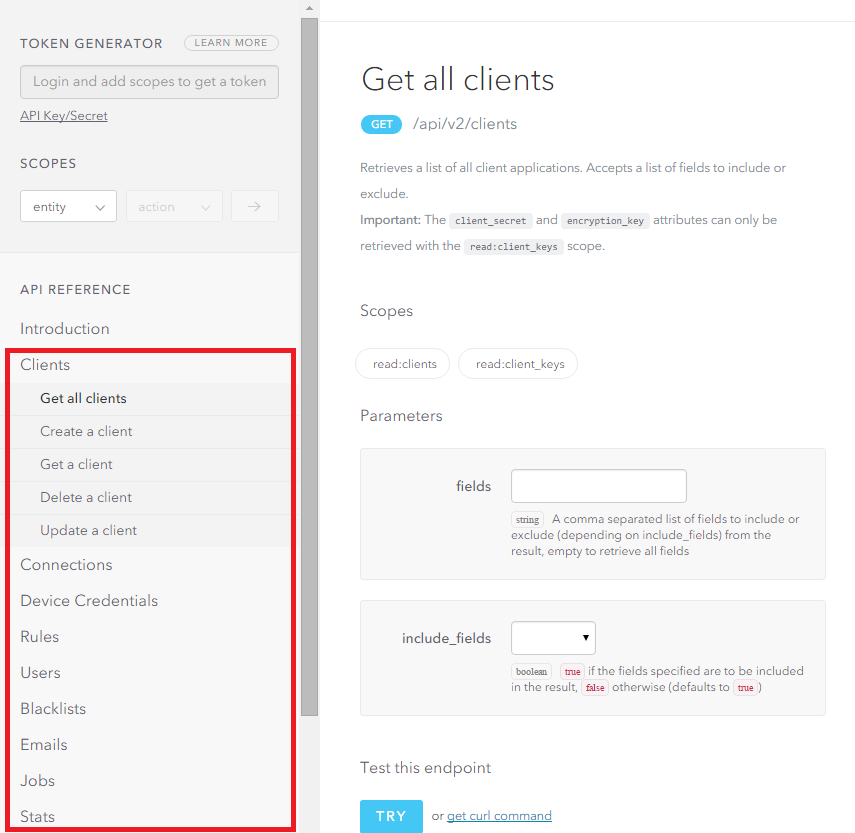 TOKEN GENERATOR
LEARN MORE
Login and add scopes to get a token
API Key/Secret
SCOPES
entity
action
API REFERENCE
Introduction
Clients
Get all clients
Create a client
Get a client
Delete a client
Update a client
Connections
Device Credentials
Rules
Users
Blacklists
Emails
Jobs
Stats
Get all clients
GET /api/v2/clients
Retrieves a list of all client applications. Accepts a list of fields to include or
exclude.
Important: The client_secret and encryption_key attributes can only be
retrieved with the read:client_keys scope.
Scopes
read:clients read:client_keys
Parameters
fields
string A comma separated list of fields to include or
exclude (depending on include_fields) from the
result, empty to retrieve all fields
include_fields
boolean true if the fields specified are to be included
in the result, false otherwise (defaults to true )
Test this endpoint
TRY or get curl command